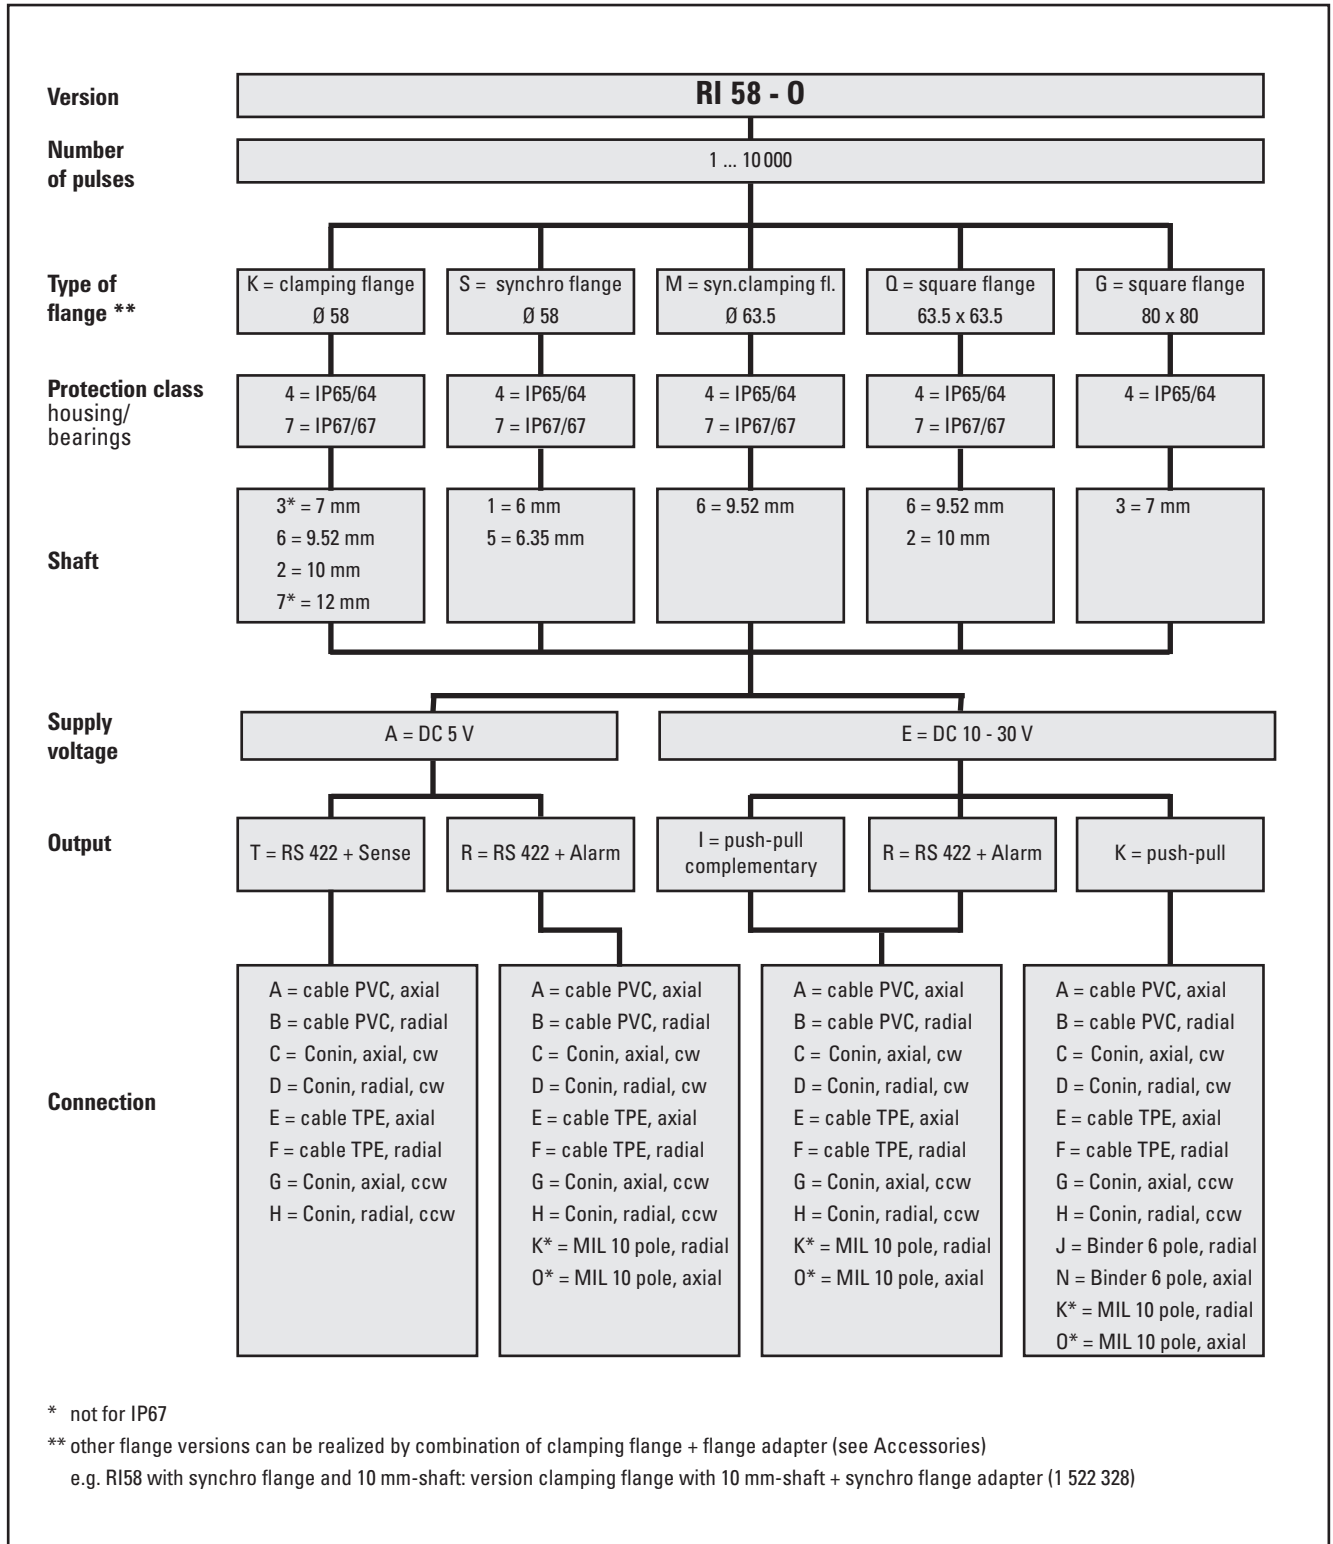 Version
RI 58 - O
Number
of pulses
1 ... 10 000
Type of
flange **
K = clamping flange
Ø 58
S = synchro flange
Ø 58
M = syn.clamping fl.
Ø 63.5
Q = square flange
63.5 x 63.5
G = square flange
80 x 80
Protection class
housing/
bearings
4 = IP65/64
7 = IP67/67
4 = IP65/64
7 = IP67/67
4 = IP65/64
7 = IP67/67
4 = IP65/64
7 = IP67/67
4 = IP65/64
Shaft
3* = 7 mm
6 = 9.52 mm
2 = 10 mm
7* = 12 mm
1 = 6 mm
5 = 6.35 mm
6 = 9.52 mm
6 = 9.52 mm
2 = 10 mm
3 = 7 mm
Supply
voltage
A = DC 5 V
E = DC 10 - 30 V
Output
T = RS 422 + Sense
R = RS 422 + Alarm
I = push-pull
complementary
R = RS 422 + Alarm
K = push-pull
Connection
A = cable PVC, axial
B = cable PVC, radial
C = Conin, axial, cw
D = Conin, radial, cw
E = cable TPE, axial
F = cable TPE, radial
G = Conin, axial, ccw
H = Conin, radial, ccw
A = cable PVC, axial
B = cable PVC, radial
C = Conin, axial, cw
D = Conin, radial, cw
E = cable TPE, axial
F = cable TPE, radial
G = Conin, axial, ccw
H = Conin, radial, ccw
K* = MIL 10 pole, radial
O* = MIL 10 pole, axial
A = cable PVC, axial
B = cable PVC, radial
C = Conin, axial, cw
D = Conin, radial, cw
E = cable TPE, axial
F = cable TPE, radial
G = Conin, axial, ccw
H = Conin, radial, ccw
K* = MIL 10 pole, radial
O* = MIL 10 pole, axial
A = cable PVC, axial
B = cable PVC, radial
C = Conin, axial, cw
D = Conin, radial, cw
E = cable TPE, axial
F = cable TPE, radial
G = Conin, axial, ccw
H = Conin, radial, ccw
J = Binder 6 pole, radial
N = Binder 6 pole, axial
K* = MIL 10 pole, radial
O* = MIL 10 pole, axial
* not for IP67
** other flange versions can be realized by combination of clamping flange + flange adapter (see Accessories)
e.g. RI58 with synchro flange and 10 mm-shaft: version clamping flange with 10 mm-shaft + synchro flange adapter (1 522 328)